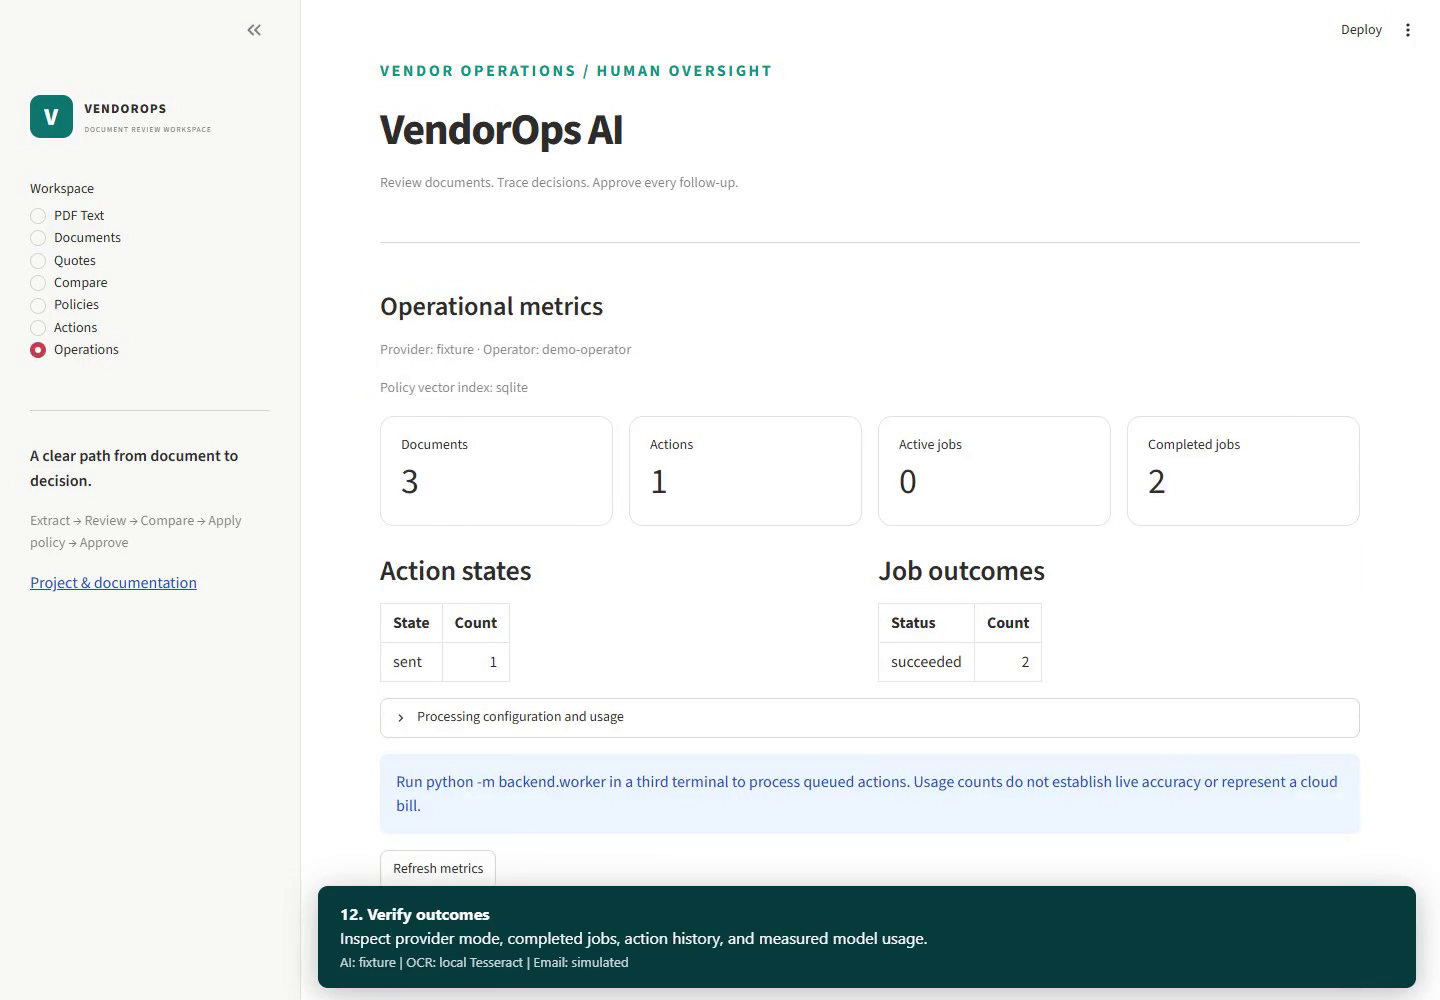 Deploy
V
VENDOROPS
DOCUMENT REVIEW WORKSPACE
Workspace
PDF Text
Documents
Quotes
Compare
Policies
Actions
Operations
A clear path from document to
decision.
Extract → Review → Compare → Apply
policy → Approve
Project & documentation
VENDOR OPERATIONS / HUMAN OVERSIGHT
VendorOps AI
Review documents. Trace decisions. Approve every follow-up.
Operational metrics
Provider: fixture · Operator: demo-operator
Policy vector index: sqlite
Documents
3
Actions
1
Active jobs
0
Completed jobs
2
Action states
State Count
sent 1
Job outcomes
Status Count
succeeded 2
Processing configuration and usage
Run python -m backend.worker in a third terminal to process queued actions. Usage counts do not establish live accuracy or represent a cloud
bill.
Refresh metrics
12. Verify outcomes
Inspect provider mode, completed jobs, action history, and measured model usage.
AI: fixture | OCR: local Tesseract | Email: simulated